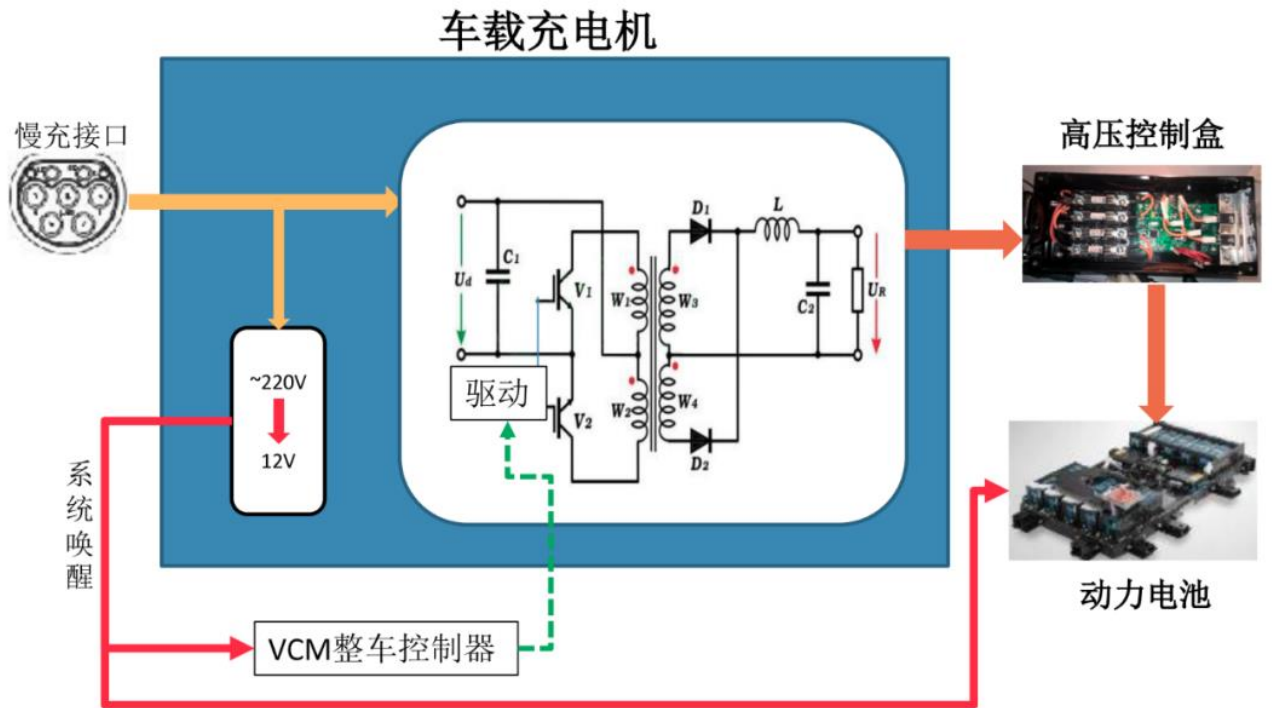 车载充电机
慢充接口
高压控制盒
D1
L
C1
Ud
V1
W1
W3
C2
UR
~220V
12V
驱动
V2
W2
W4
D2
系统唤醒
动力电池
VCM整车控制器